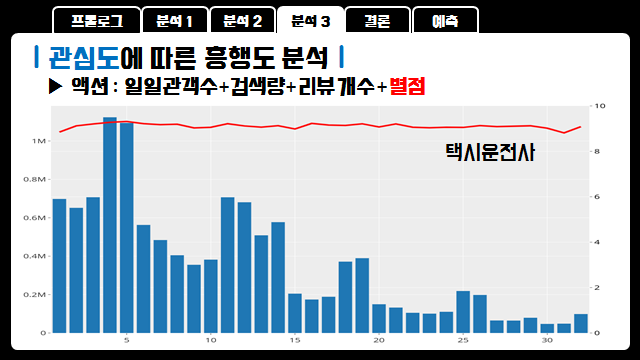 프롤로그 분석 1 분석 2 분석 3 결론 예측
| 관심도에 따른 흥행도 분석 |
▶ 액션 : 일일관객수+검색량+리뷰개수+별점
10
1M
택시운전사
8
0.8M
6
0.6M
0.4M
4
0.2M
2
0
0
5 10 15 20 25 30